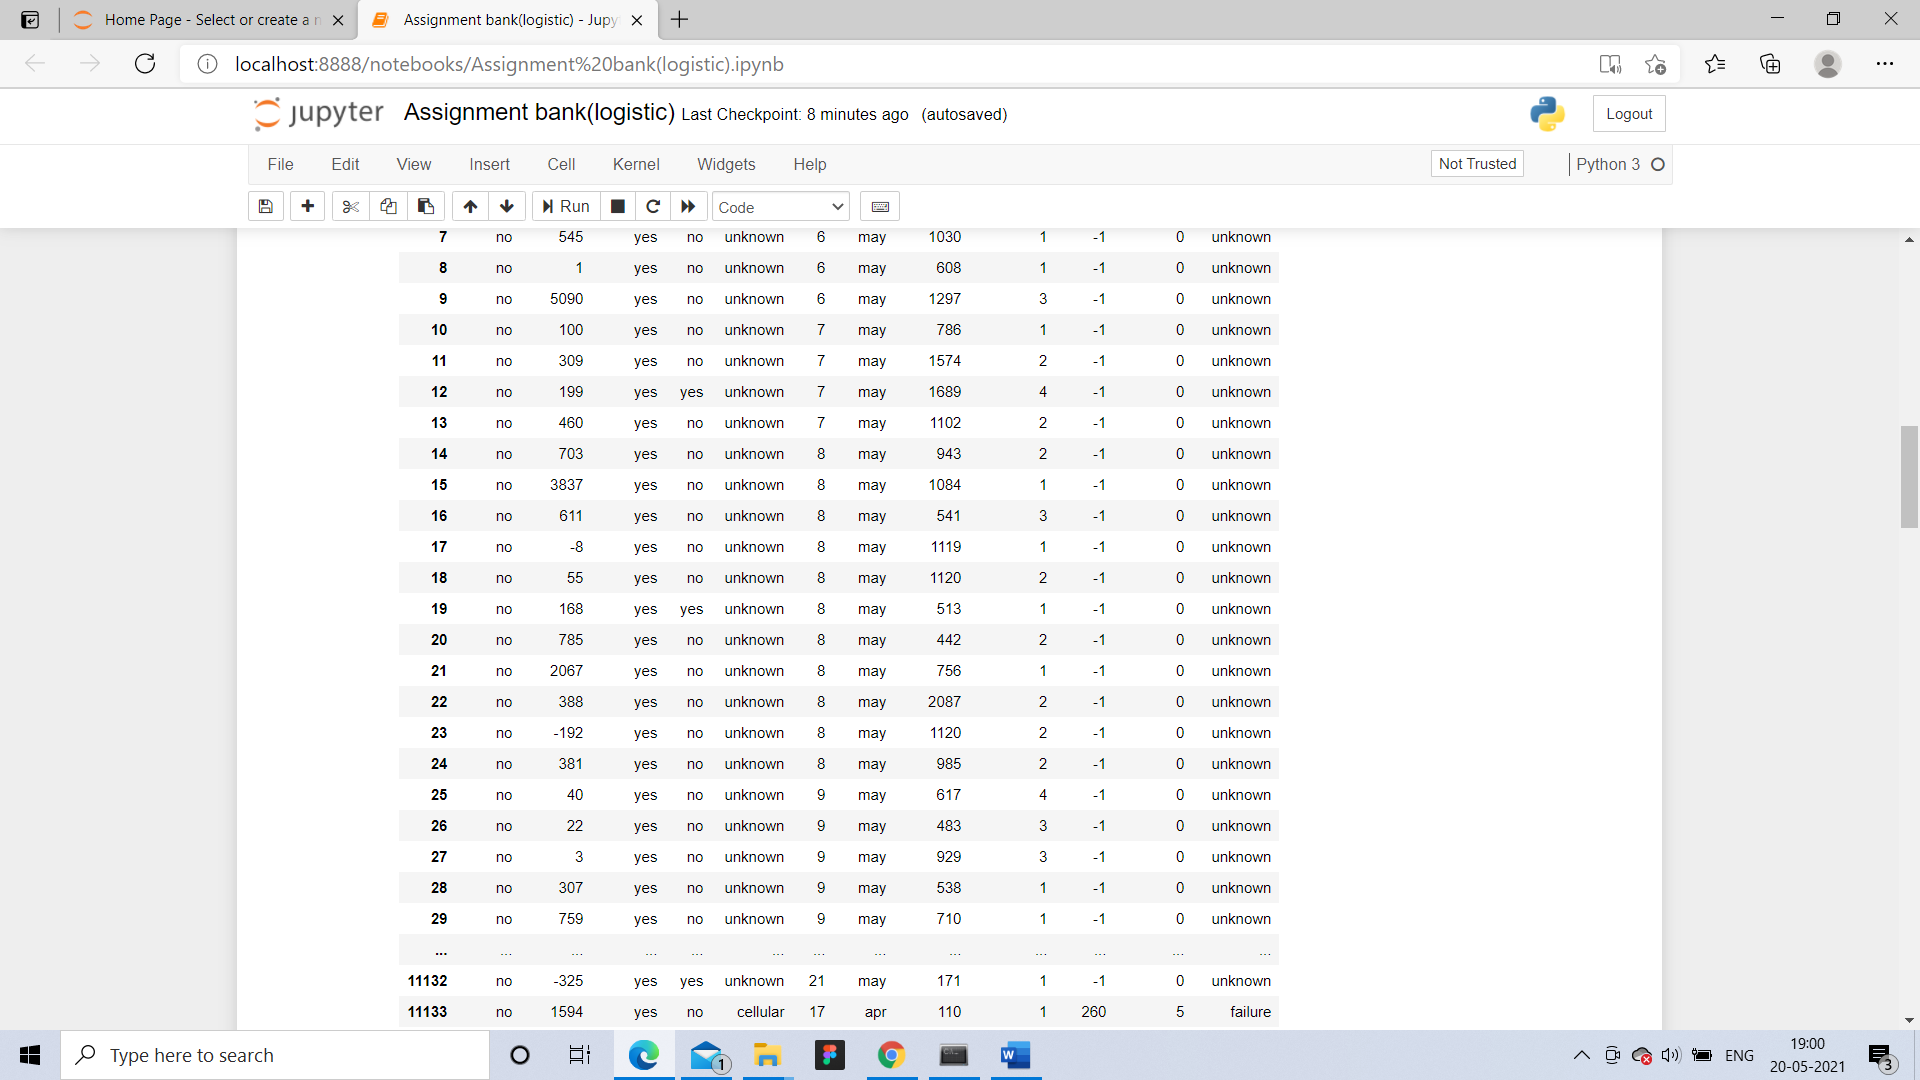 Home Page - Select or create a n
Assignment bank(logistic) - Jupy
localhost:8888/notebooks/Assignment%20bank(logistic).ipynb
jupyter Assignment bank(logistic) Last Checkpoint: 8 minutes ago (autosaved)
Logout
File Edit View Insert Cell Kernel Widgets Help
Not Trusted
Python 3
Run
Code
7 no 545 yes no unknown 6 may 1030 1 -1 0 unknown
8 no 1 yes no unknown 6 may 608 1 -1 0 unknown
9 no 5090 yes no unknown 6 may 1297 3 -1 0 unknown
10 no 100 yes no unknown 7 may 786 1 -1 0 unknown
11 no 309 yes no unknown 7 may 1574 2 -1 0 unknown
12 no 199 yes yes unknown 7 may 1689 4 -1 0 unknown
13 no 460 yes no unknown 7 may 1102 2 -1 0 unknown
14 no 703 yes no unknown 8 may 943 2 -1 0 unknown
15 no 3837 yes no unknown 8 may 1084 1 -1 0 unknown
16 no 611 yes no unknown 8 may 541 3 -1 0 unknown
17 no -8 yes no unknown 8 may 1119 1 -1 0 unknown
18 no 55 yes no unknown 8 may 1120 2 -1 0 unknown
19 no 168 yes yes unknown 8 may 513 1 -1 0 unknown
20 no 785 yes no unknown 8 may 442 2 -1 0 unknown
21 no 2067 yes no unknown 8 may 756 1 -1 0 unknown
22 no 388 yes no unknown 8 may 2087 2 -1 0 unknown
23 no -192 yes no unknown 8 may 1120 2 -1 0 unknown
24 no 381 yes no unknown 8 may 985 2 -1 0 unknown
25 no 40 yes no unknown 9 may 617 4 -1 0 unknown
26 no 22 yes no unknown 9 may 483 3 -1 0 unknown
27 no 3 yes no unknown 9 may 929 3 -1 0 unknown
28 no 307 yes no unknown 9 may 538 1 -1 0 unknown
29 no 759 yes no unknown 9 may 710 1 -1 0 unknown
... ... ... ... ... ... ... ... ... ... ... ... ...
11132 no -325 yes yes unknown 21 may 171 1 -1 0 unknown
11133 no 1594 yes no cellular 17 apr 110 1 260 5 failure
Type here to search
1
ENG
19:00
20-05-2021
3